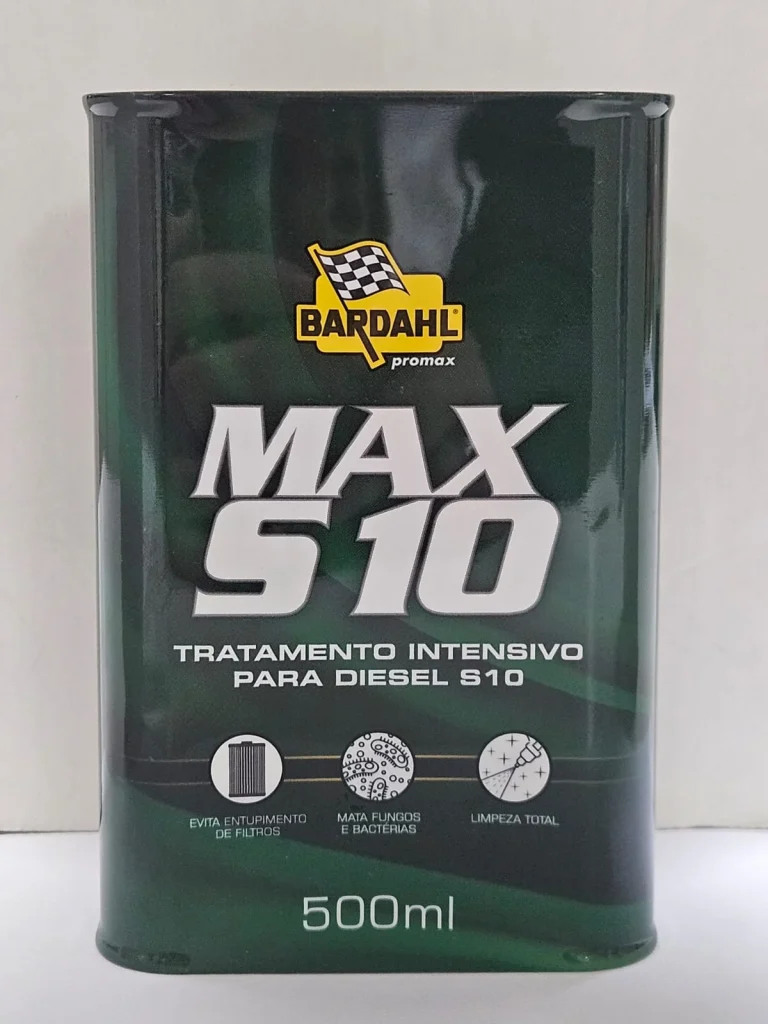 BARDAHL®
promax
MAX
S10
TRATAMENTO INTENSIVO
PARA DIESEL S10
EVITA ENTUPIMENTO
DE FILTROS
MATA FUNGOS
E BACTÉRIAS
LIMPEZA TOTAL
500ml